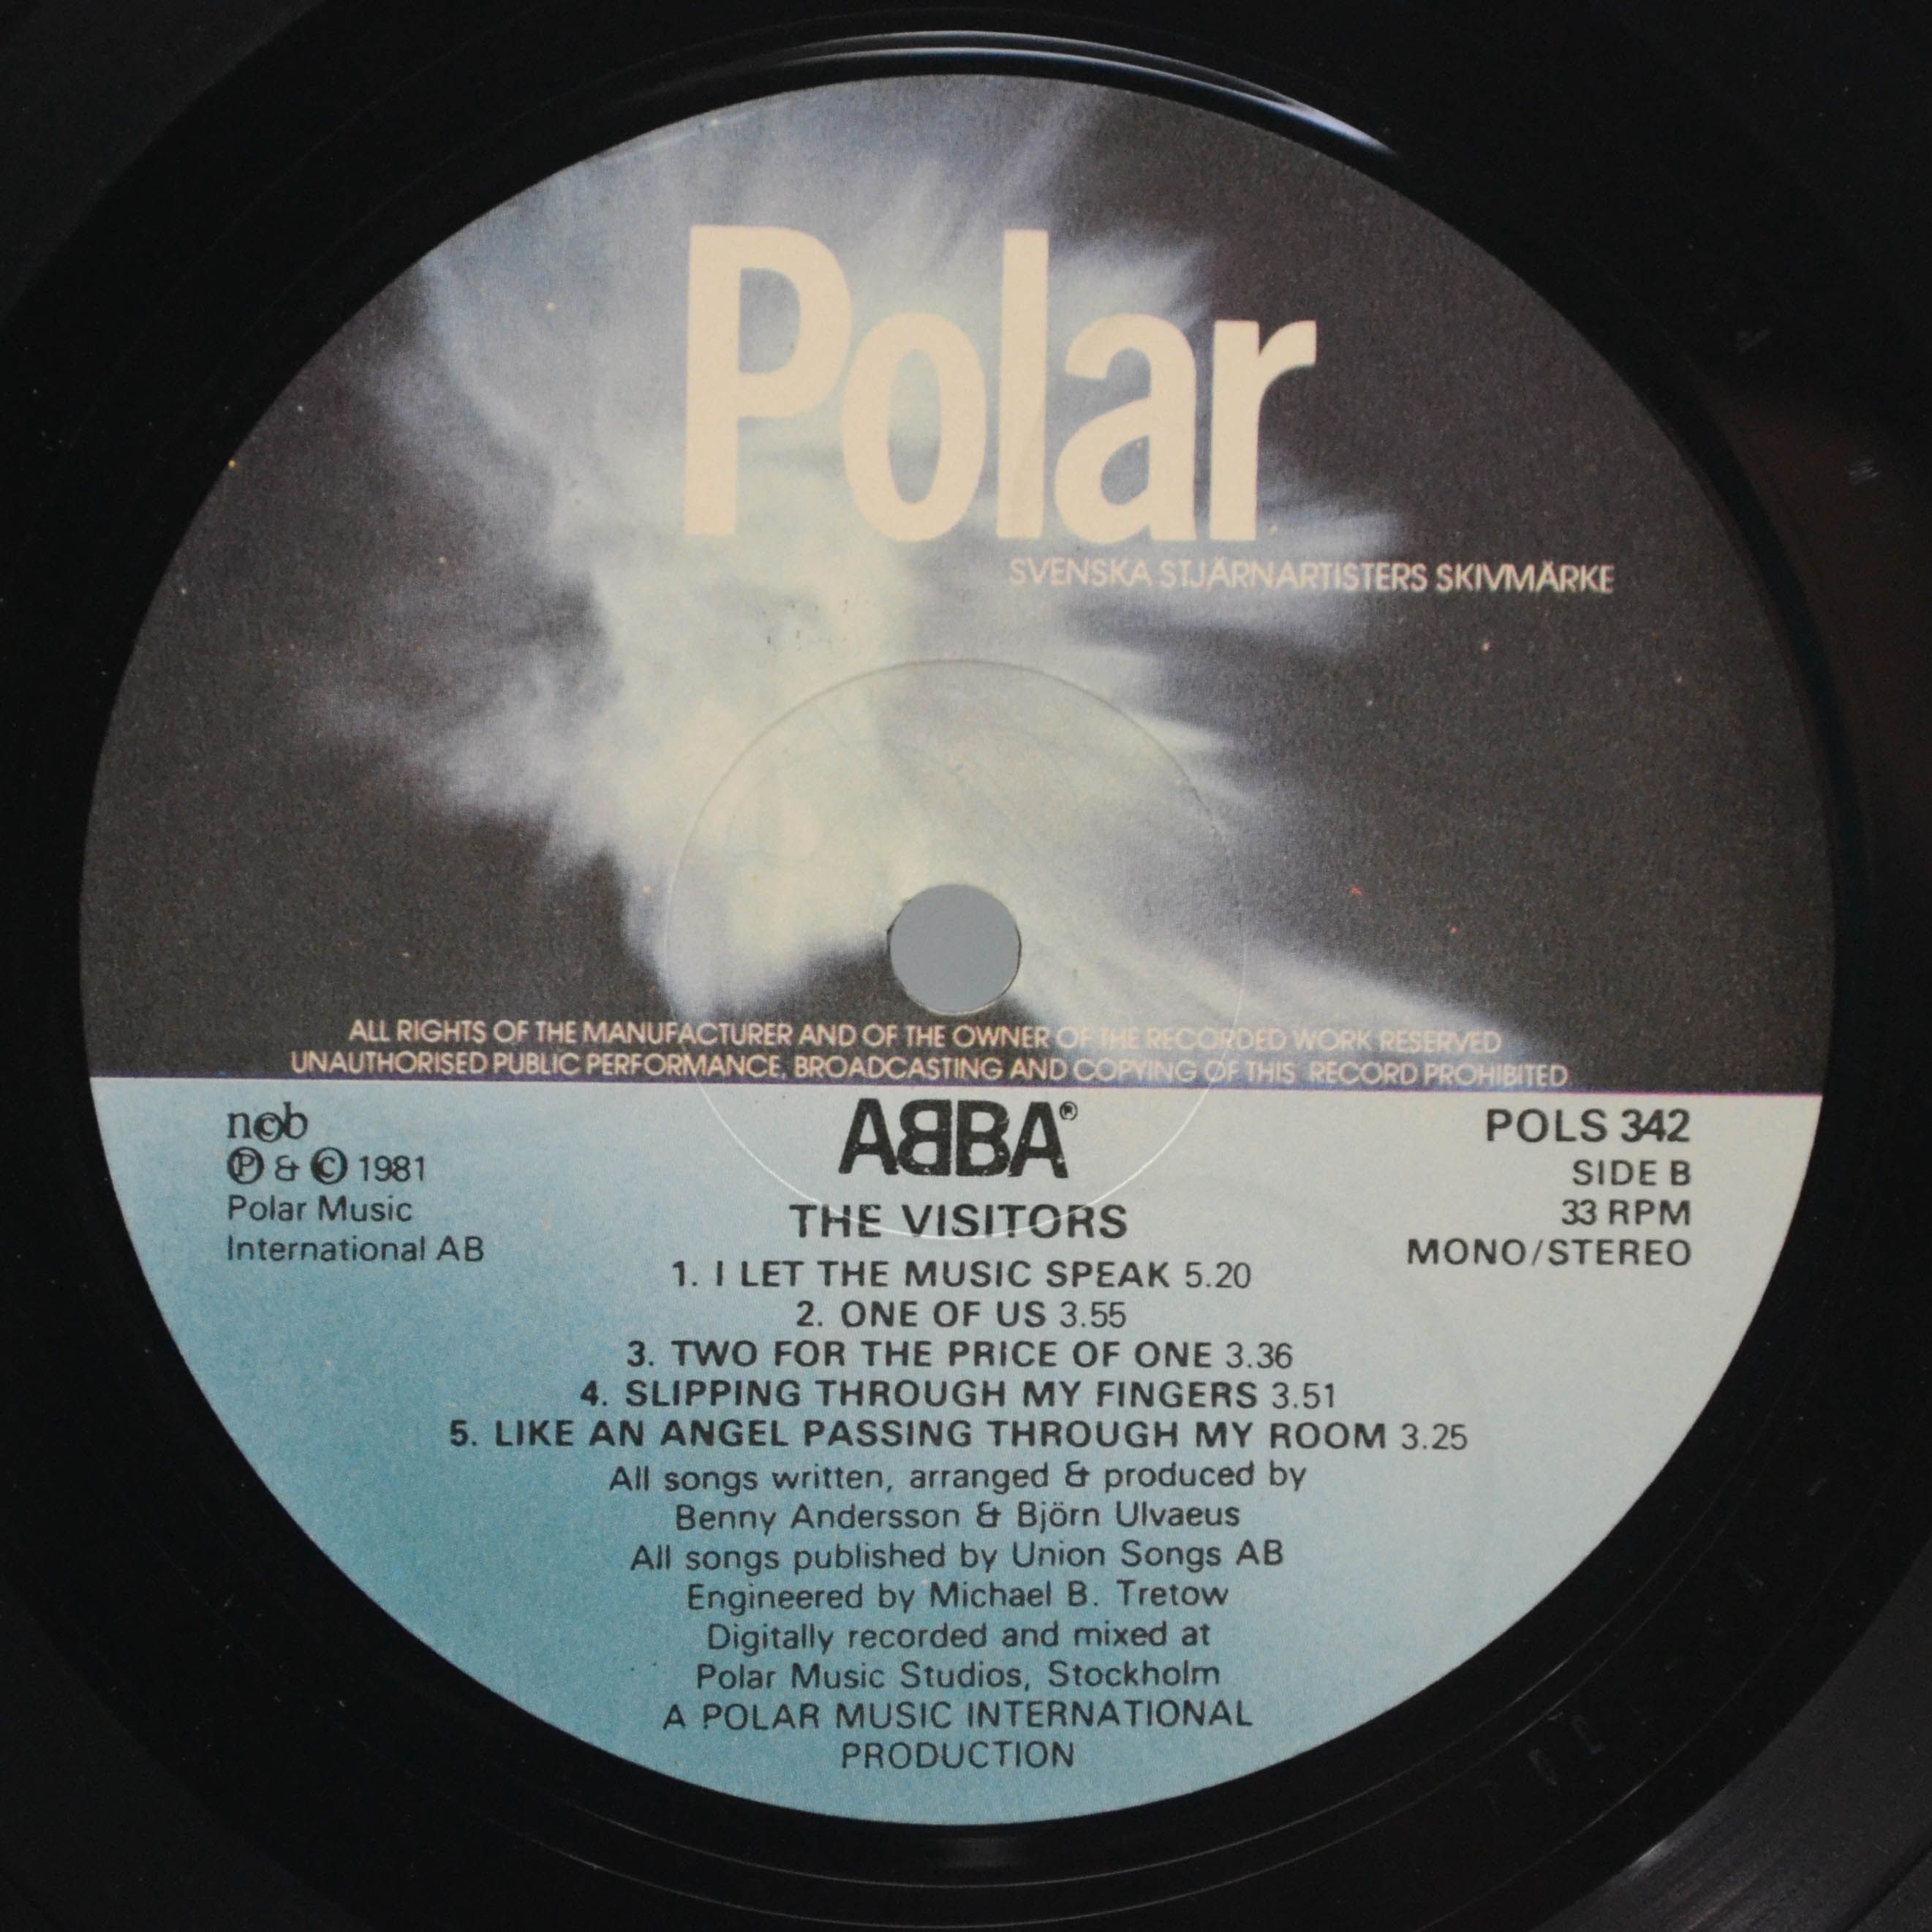 Polar
SVENSKA STJÄRNARTISTERS SKIVMÄRKE
ALL RIGHTS OF THE MANUFACTURER AND OF THE OWNER OF THE RECORDED WORK RESERVED
UNAUTHORISED PUBLIC PERFORMANCE, BROADCASTING AND COPYING OF THIS RECORD PROHIBITED
n©b
Ⓟ & © 1981
Polar Music
International AB
ABBA®
THE VISITORS
POLS 342
SIDE B
33 RPM
MONO/STEREO
1. I LET THE MUSIC SPEAK 5.20
2. ONE OF US 3.55
3. TWO FOR THE PRICE OF ONE 3.36
4. SLIPPING THROUGH MY FINGERS 3.51
5. LIKE AN ANGEL PASSING THROUGH MY ROOM 3.25
All songs written, arranged & produced by
Benny Andersson & Björn Ulvaeus
All songs published by Union Songs AB
Engineered by Michael B. Tretow
Digitally recorded and mixed at
Polar Music Studios, Stockholm
A POLAR MUSIC INTERNATIONAL
PRODUCTION